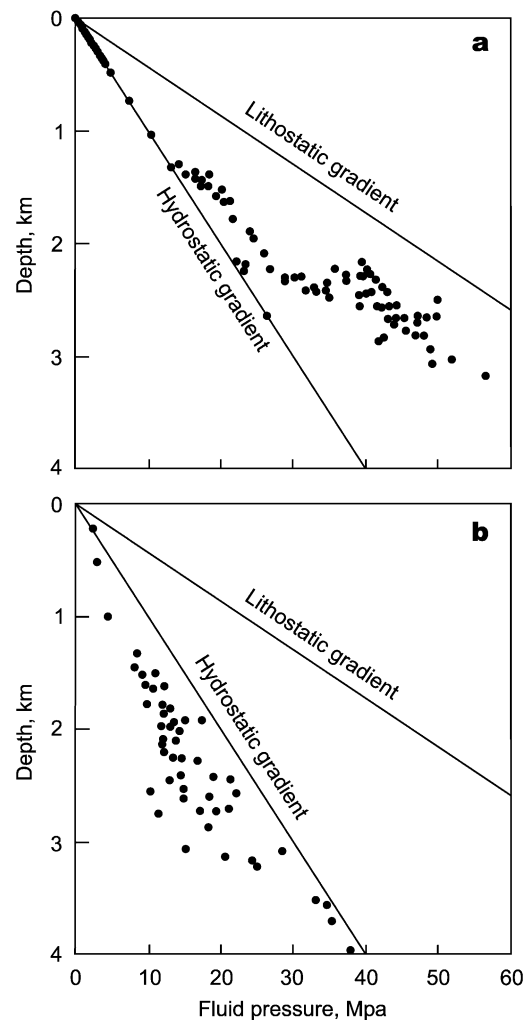 0
a
Lithostatic gradient
1
Depth, km
2
Hydrostatic gradient
3
4
0
b
Lithostatic gradient
1
Hydrostatic gradient
Depth, km
2
3
4
0 10 20 30 40 50 60
Fluid pressure, Mpa